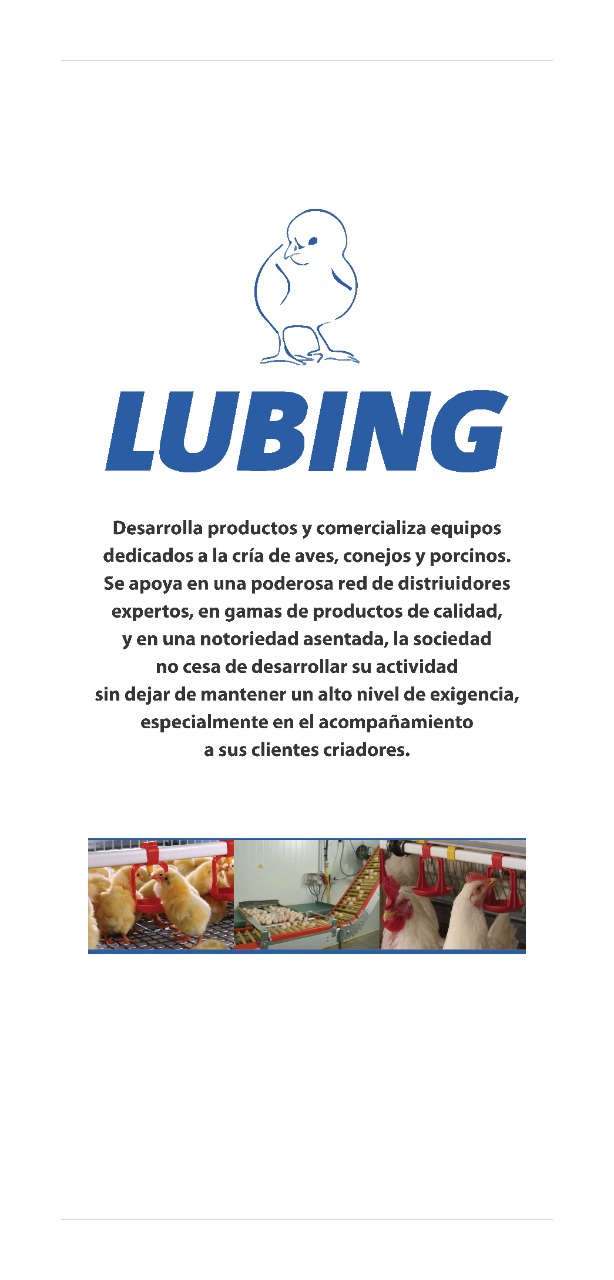 LUBING
Desarrolla productos y comercializa equipos
dedicados a la cría de aves, conejos y porcinos.
Se apoya en una poderosa red de distriuidores
expertos, en gamas de productos de calidad,
y en una notoriedad asentada, la sociedad
no cesa de desarrollar su actividad
sin dejar de mantener un alto nivel de exigencia,
especialmente en el acompañamiento
a sus clientes criadores.